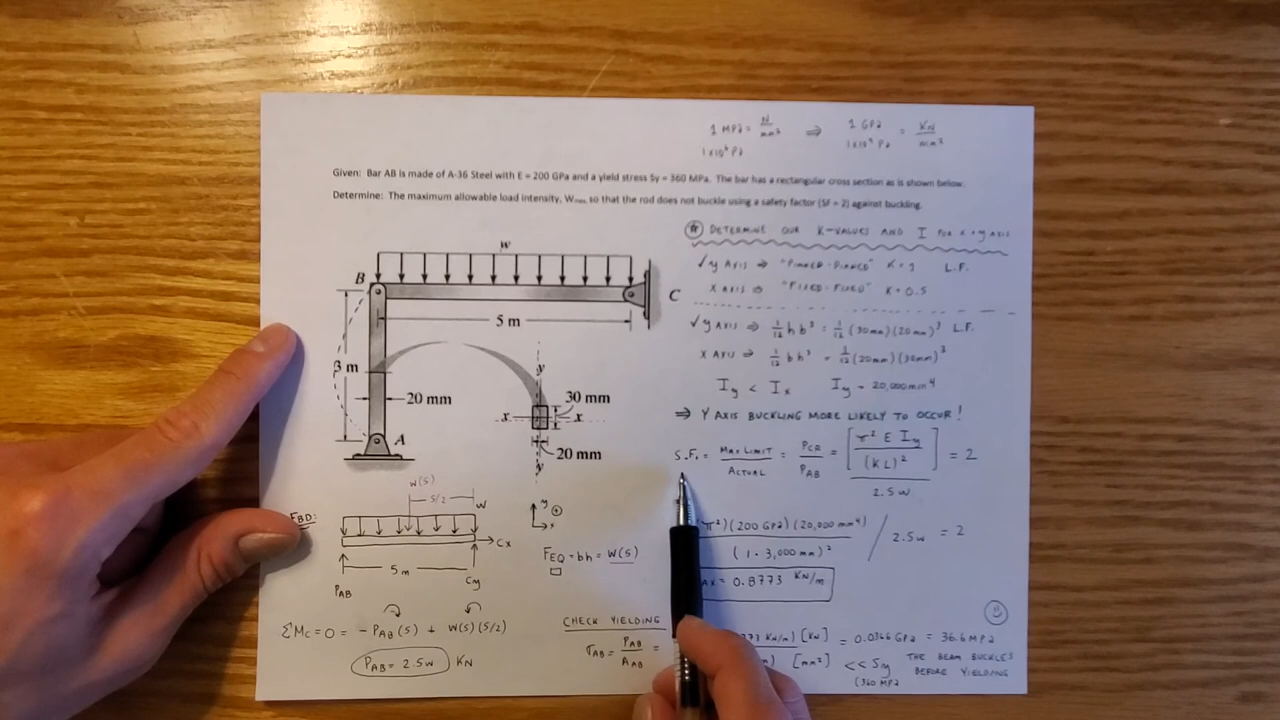 1 MPa = N/mm² ⇒ 1 GPa = KN/mm²
1x10⁶ Pa 1x10⁹ Pa
Given: Bar AB is made of A-36 Steel with E = 200 GPa and a yield stress Sy = 360 MPa. The bar has a rectangular cross section as is shown below.
Determine: The maximum allowable load intensity, Wmax, so that the rod does not buckle using a safety factor (Sf = 2) against buckling.
DETERMINE OUR K-VALUES AND I FOR X + Y AXIS
✓ y AXIS ⇒ "PINNED-PINNED" K = 1 L.F.
X AXIS ⇒ "FIXED-FIXED" K = 0.5
✓ y AXIS ⇒ 1/12 h b³ = 1/12 (30mm)(20mm)³ L.F.
X AXIS ⇒ 1/12 b h³ = 1/12 (20mm)(30mm)³
Iy < Ix Iy = 20,000 mm⁴
⇒ Y AXIS BUCKLING MORE LIKELY TO OCCUR!
S.F. = MAX LIMIT/ACTUAL = PCR/PAB = [π² E Iy/(KL)²]/2.5w = 2
π²)(200 GPa)(20,000 mm⁴)/(1·3,000 mm)² / 2.5w = 2
AX = 0.8773 KN/m
w
B
C
5 m
3 m
20 mm
A
y
x x
30 mm
20 mm
y
FBD:
w(5)
5/2
W
Cx
5m
PAB
Cy
y
x
FEQ = bh = W(5)
ΣMc = 0 = -PAB(5) + W(5)(5/2)
PAB = 2.5w KN
CHECK YIELDING
σAB = PAB/AAB =
773 KN/m) [KN] = 0.0366 GPa = 36.6 MPa
m) [mm²] << Sy
(360 MPa
THE BEAM BUCKLES
BEFORE YIELDING